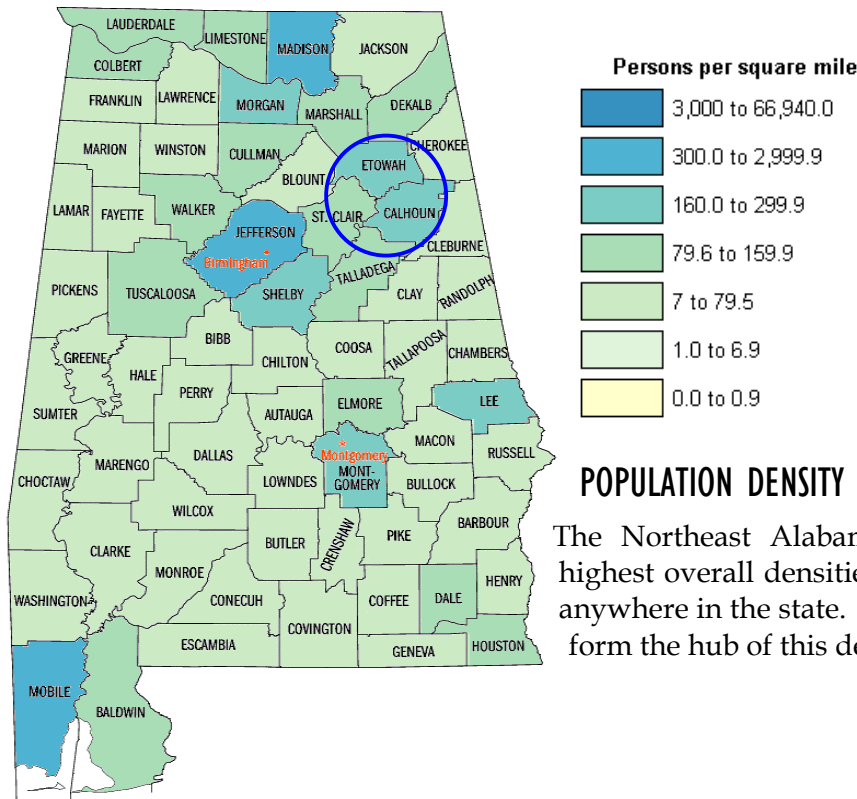 LAUDERDALE
LIMESTONE
MADISON
JACKSON
COLBERT
FRANKLIN
LAWRENCE
MORGAN
MARSHALL
DEKALB
MARION
WINSTON
CULLMAN
ETOWAH
CHEROKEE
BLOUNT
LAMAR
FAYETTE
WALKER
ST. CLAIR
CALHOUN
JEFFERSON
Birmingham
CLEBURNE
TALLADEGA
PICKENS
TUSCALOOSA
SHELBY
CLAY
RANDOLPH
BIBB
GREENE
HALE
CHILTON
COOSA
TALLAPOOSA
CHAMBERS
PERRY
SUMTER
AUTAUGA
ELMORE
LEE
MACON
RUSSELL
Montgomery
MONT-
GOMERY
MARENGO
DALLAS
LOWNDES
BULLOCK
CHOCTAW
WILCOX
BARBOUR
CLARKE
BUTLER
CRENSHAW
PIKE
MONROE
HENRY
WASHINGTON
CONECUH
COFFEE
DALE
COVINGTON
ESCAMBIA
GENEVA
HOUSTON
MOBILE
BALDWIN
Persons per square mile
3,000 to 66,940.0
300.0 to 2,999.9
160.0 to 299.9
79.6 to 159.9
7 to 79.5
1.0 to 6.9
0.0 to 0.9
POPULATION DENSITY
The Northeast Alabam
highest overall densitie
anywhere in the state.
form the hub of this de